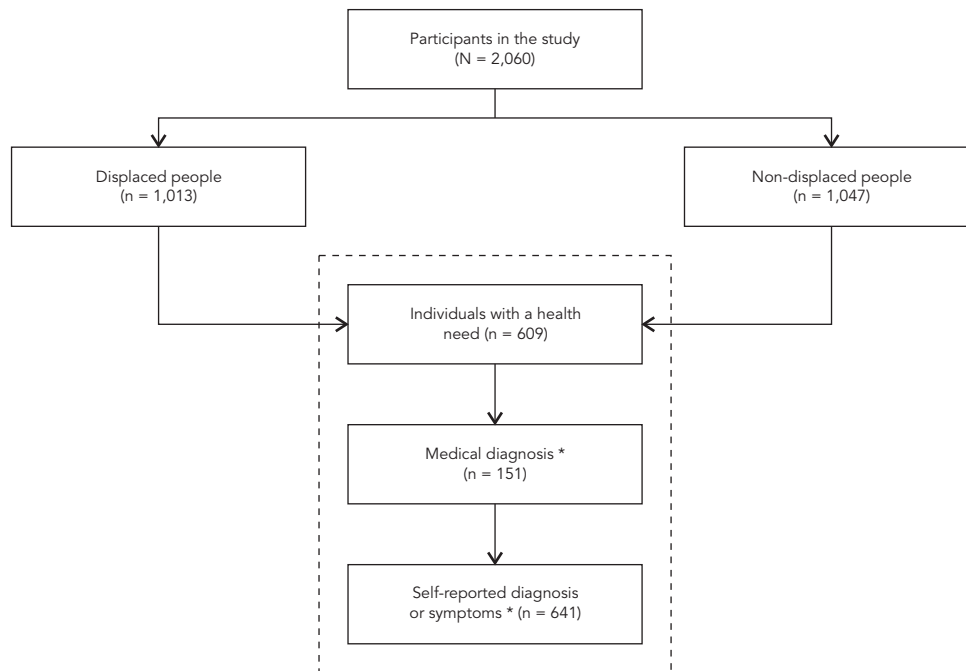 Participants in the study
(N = 2,060)
Displaced people
(n = 1,013)
Non-displaced people
(n = 1,047)
Individuals with a health
need (n = 609)
Medical diagnosis *
(n = 151)
Self-reported diagnosis
or symptoms * (n = 641)